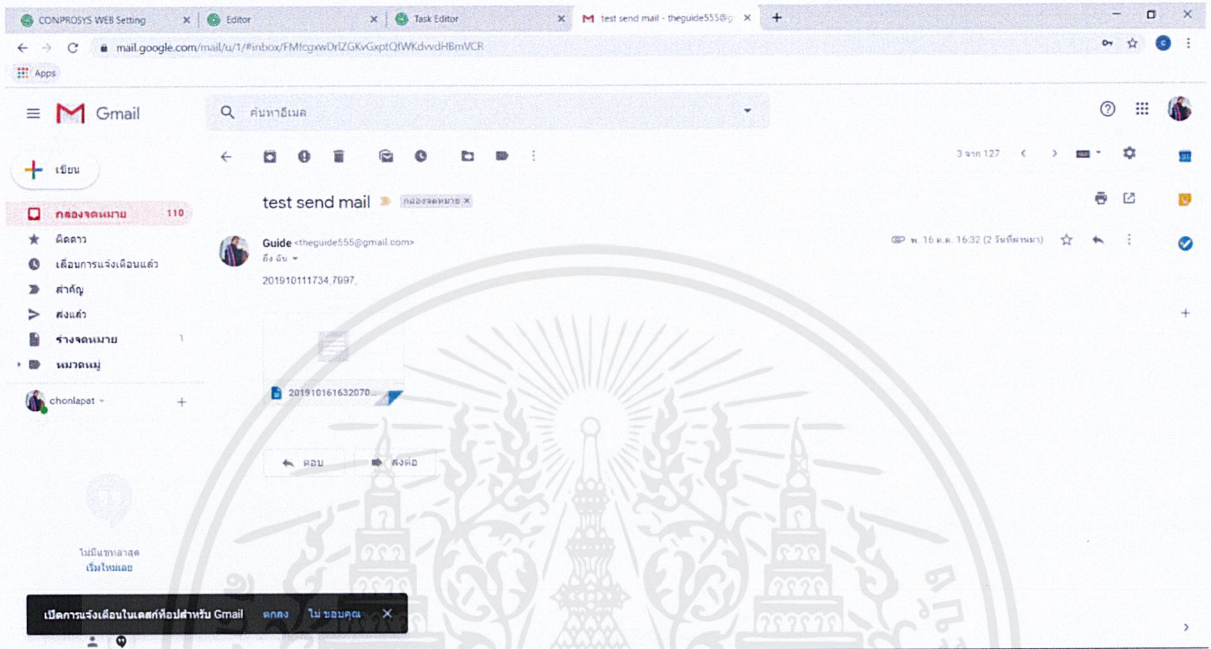 CONPROSYS WEB Setting
Editor
Task Editor
test send mail - theguide555@g
mail.google.com/mail/u/1/#inbox/FMfcgxwDrlZGKvGxptQfWKdvvdHBmVCR
Apps
Gmail
ค้นหาอีเมล
เขียน
3 จาก 127
test send mail
กล่องจดหมาย ×
กล่องจดหมาย 110
ติดดาว
เลื่อนการแจ้งเตือนแล้ว
สำคัญ
ส่งแล้ว
ร่างจดหมาย 1
หมวดหมู่
Guide <theguide555@gmail.com>
พ. 16 ต.ค. 16:32 (2 วันที่ผ่านมา)
ถึง ฉัน
201910111734,7997,
201910161632070...
chonlapat
ตอบ
ส่งต่อ
ไม่มีแชทล่าสุด
เริ่มใหม่เลย
เปิดการแจ้งเตือนในเดสก์ท็อปสำหรับ Gmail ตกลง ไม่ ขอบคุณ